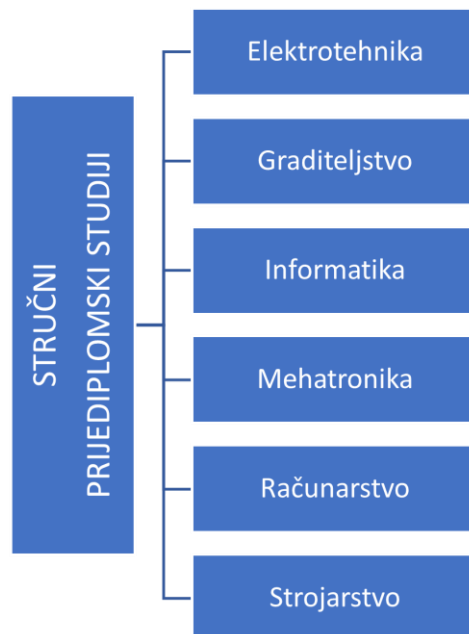 STRUČNI
PRIJEDIPLOMSKI STUDIJI
Elektrotehnika
Graditeljstvo
Informatika
Mehatronika
Računarstvo
Strojarstvo